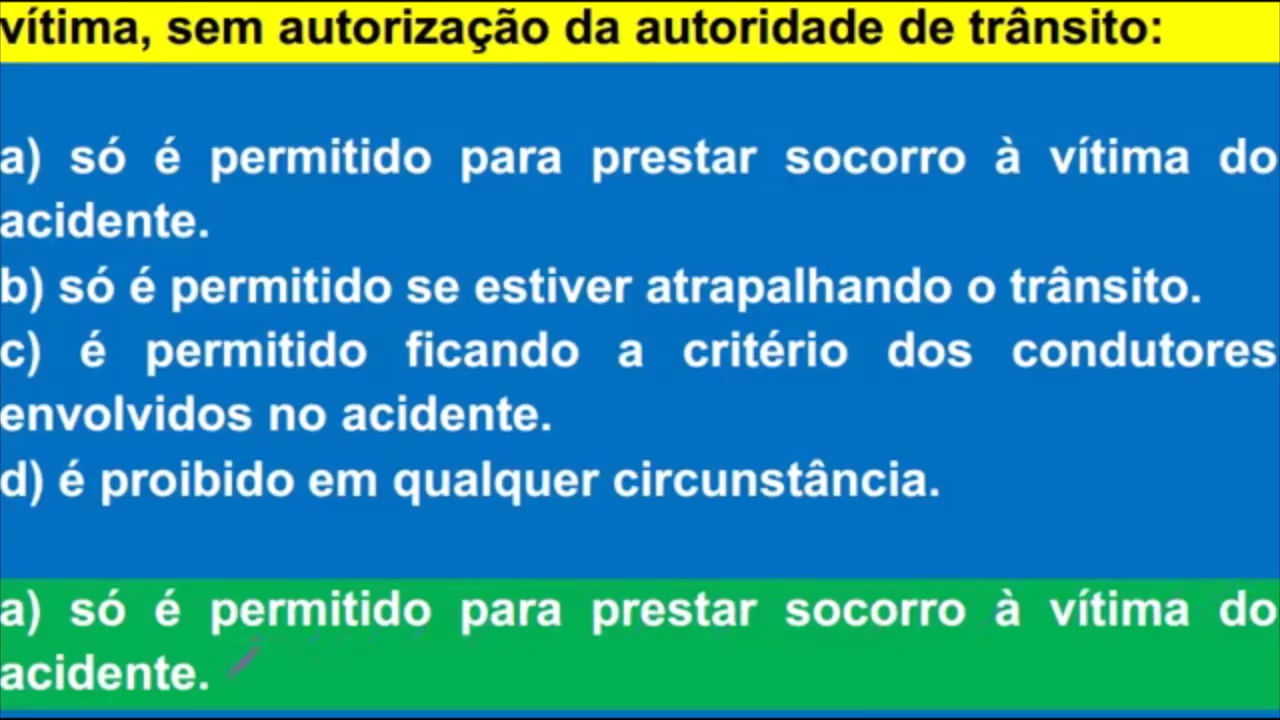 vítima, sem autorização da autoridade de trânsito:
a) só é permitido para prestar socorro à vítima do
acidente.
b) só é permitido se estiver atrapalhando o trânsito.
c) é permitido ficando a critério dos condutores
envolvidos no acidente.
d) é proibido em qualquer circunstância.
a) só é permitido para prestar socorro à vítima do
acidente.